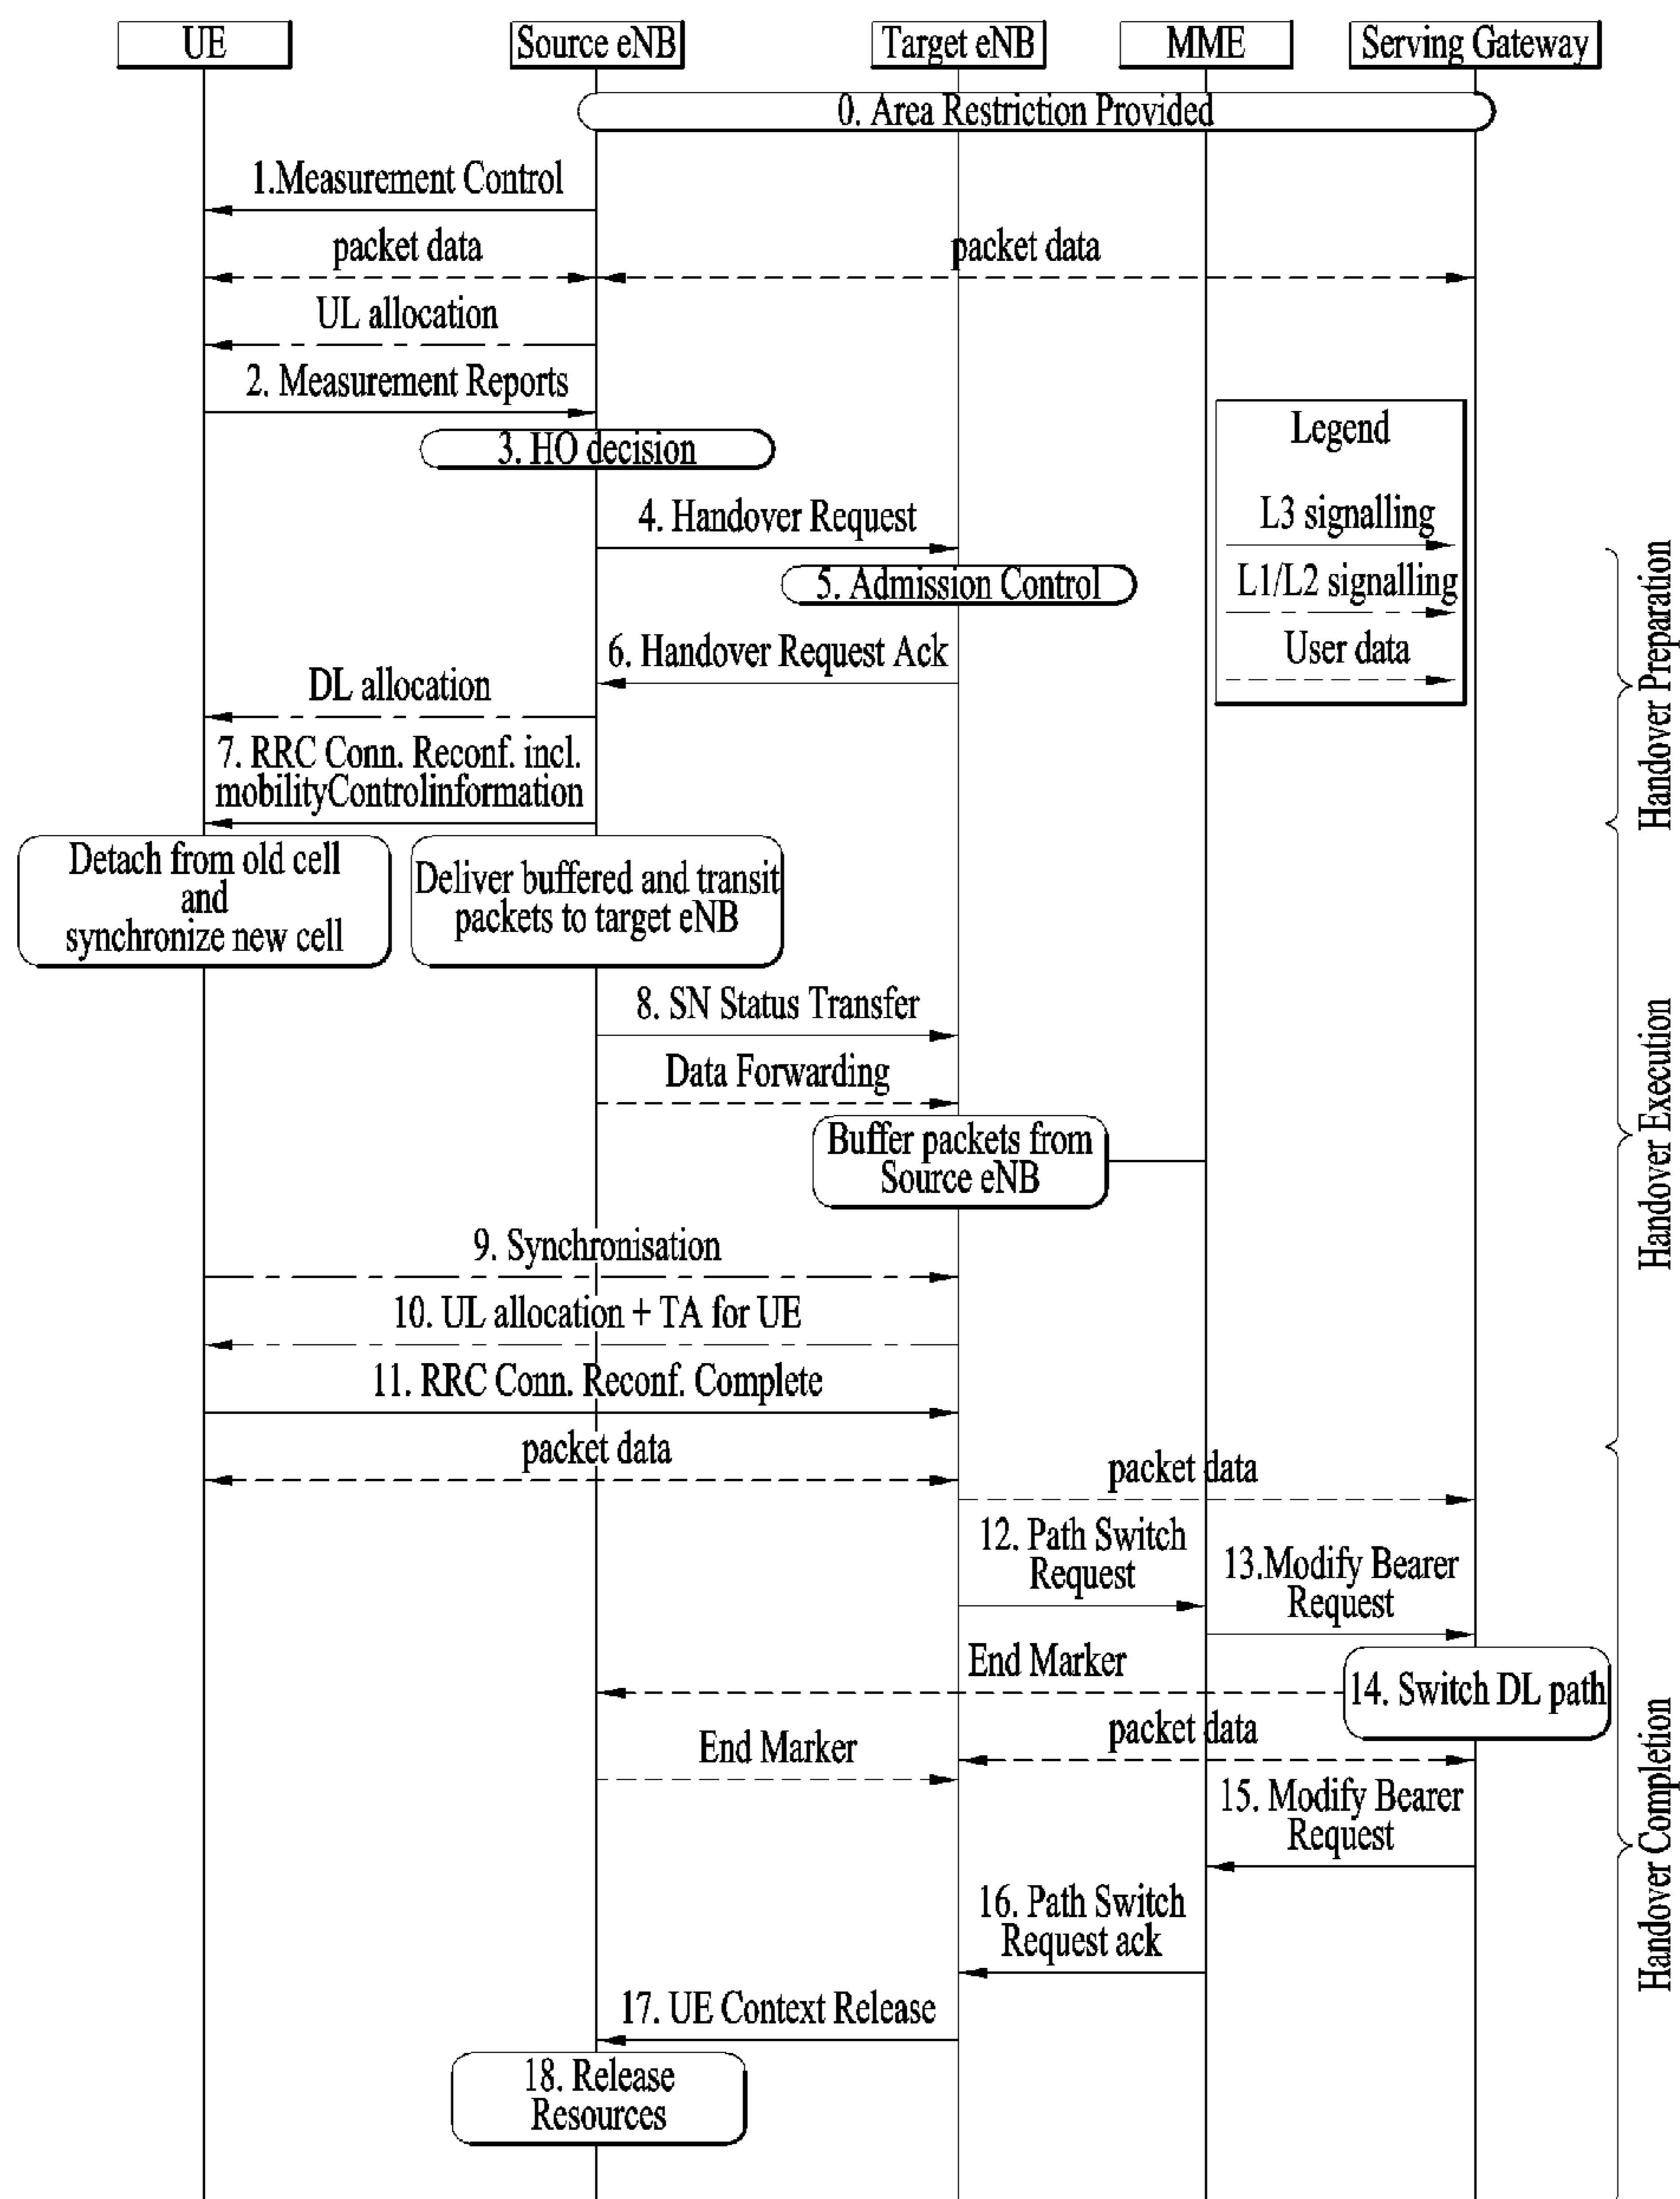 UE
Source eNB
Target eNB
MME
Serving Gateway
0. Area Restriction Provided
1.Measurement Control
packet data
packet data
UL allocation
2. Measurement Reports
3. HO decision
Legend
L3 signalling
L1/L2 signalling
User data
4. Handover Request
5. Admission Control
6. Handover Request Ack
DL allocation
7. RRC Conn. Reconf. incl.
mobilityControlinformation
Handover Preparation
Detach from old cell
and
synchronize new cell
Deliver buffered and transit
packets to target eNB
8. SN Status Transfer
Data Forwarding
Buffer packets from
Source eNB
9. Synchronisation
10. UL allocation + TA for UE
11. RRC Conn. Reconf. Complete
Handover Execution
packet data
packet data
12. Path Switch
Request
13.Modify Bearer
Request
End Marker
14. Switch DL path
packet data
End Marker
15. Modify Bearer
Request
16. Path Switch
Request ack
17. UE Context Release
18. Release
Resources
Handover Completion